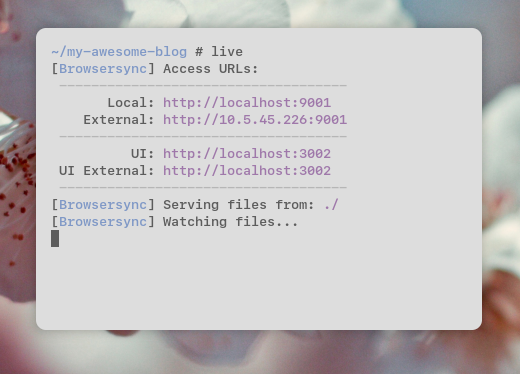 ~/my-awesome-blog # live
[Browsersync] Access URLs:
------------------------------------
Local: http://localhost:9001
External: http://10.5.45.226:9001
------------------------------------
UI: http://localhost:3002
UI External: http://localhost:3002
------------------------------------
[Browsersync] Serving files from: ./
[Browsersync] Watching files...